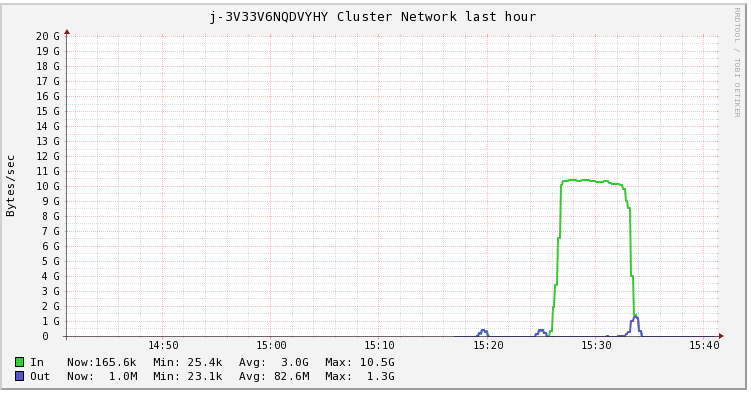 j-3V33V6NQDVYHY Cluster Network last hour
RRDTOOL / TOBI OETIKER
Bytes/sec
20 G
19 G
18 G
17 G
16 G
15 G
14 G
13 G
12 G
11 G
10 G
9 G
8 G
7 G
6 G
5 G
4 G
3 G
2 G
1 G
0
14:50 15:00 15:10 15:20 15:30 15:40
In Now:165.6k Min: 25.4k Avg: 3.0G Max: 10.5G
Out Now: 1.0M Min: 23.1k Avg: 82.6M Max: 1.3G